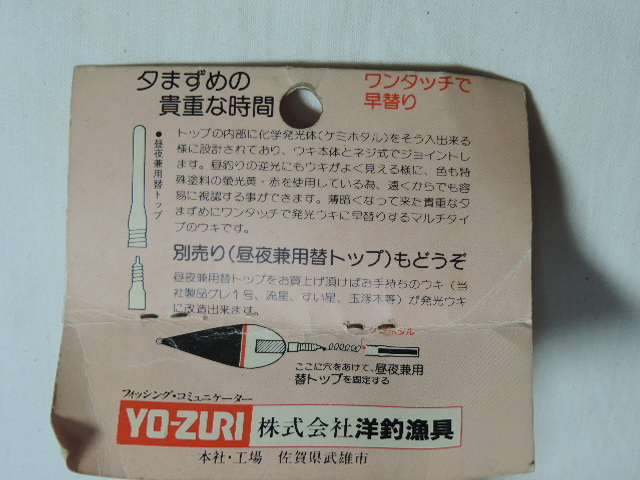 夕まずめの
貴重な時間
ワンタッチで
早替り
●昼夜兼用替トップ
トップの内部に化学発光体(ケミホタル)をそう入出来る
様に設計されており、ウキ本体とネジ式でジョイントし
ます。昼釣りの逆光にもウキがよく見える様に、色も特
殊塗料の螢光黄・赤を使用している為、遠くからでも容
易に視認する事ができます。薄暗くなって来た貴重な夕
まずめにワンタッチで発光ウキに早替りするマルチタイ
プのウキです。
別売り(昼夜兼用替トップ)もどうぞ
昼夜兼用替トップをお買上げ頂けばお手持ちのウキ(当
社製品グレ1号、流星、すい星、玉浮木等)が発光ウキ
に改造出来ます。
ケミホタル
ここに穴をあけて、昼夜兼用
替トップを固定する
フィッシング・コミュニケーター
YO-ZURI 株式会社洋釣漁具
本社・工場 佐賀県武雄市